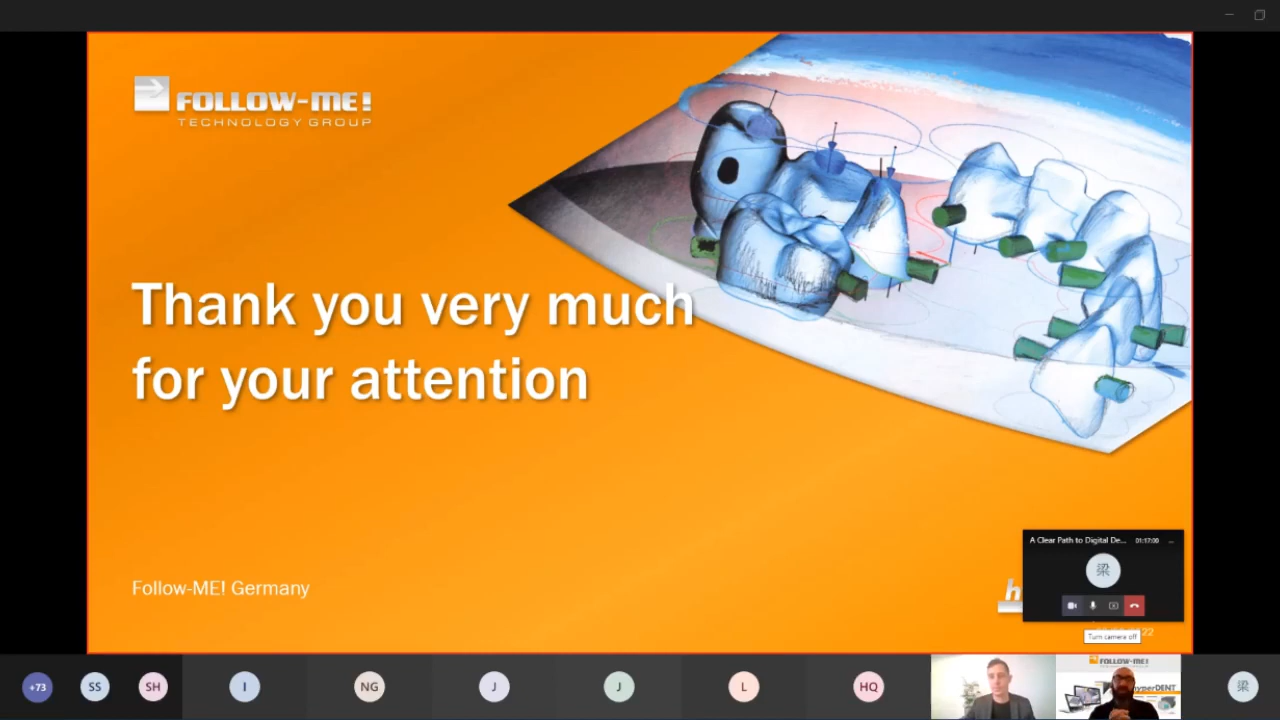 FOLLOW-ME!
TECHNOLOGY GROUP
Thank you very much
for your attention
Follow-ME! Germany
h
A Clear Path to Digital De... 01:17:00 ...
梁
Turn camera off
22
+73
SS
SH
I
NG
J
J
L
HQ
FOLLOW-ME!
hyperDENT
梁